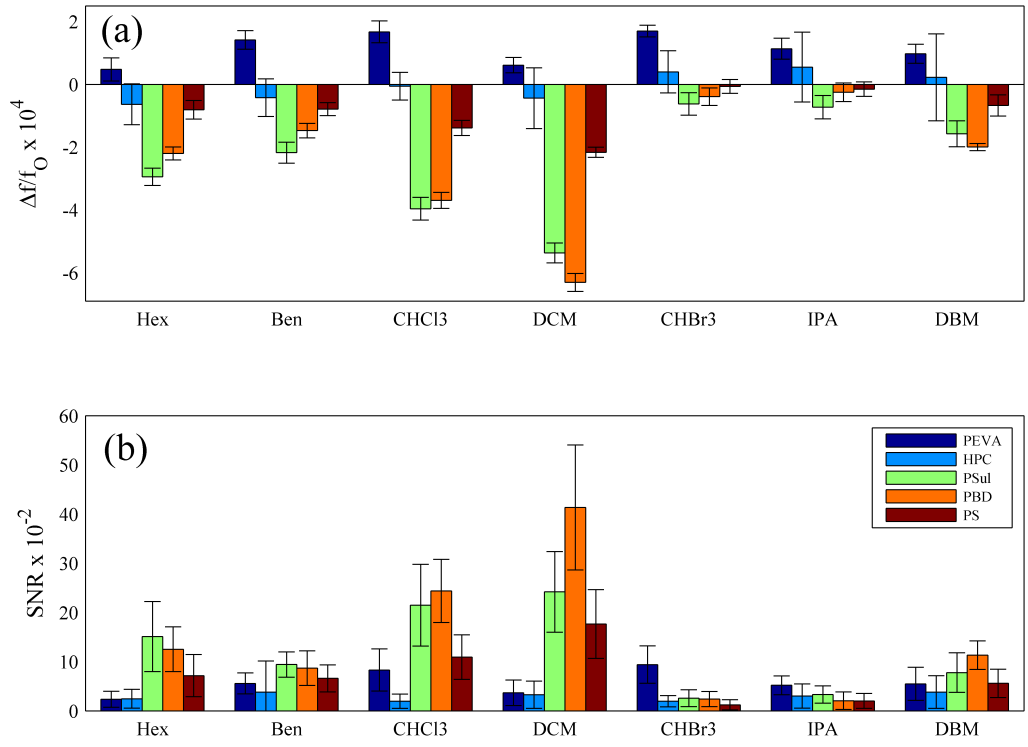 (a)
2
0
-2
-4
-6
Δf/fO x 10^4
Hex Ben CHCl3 DCM CHBr3 IPA DBM
(b)
60
50
40
30
20
10
0
SNR x 10^-2
PEVA
HPC
PSul
PBD
PS
Hex Ben CHCl3 DCM CHBr3 IPA DBM